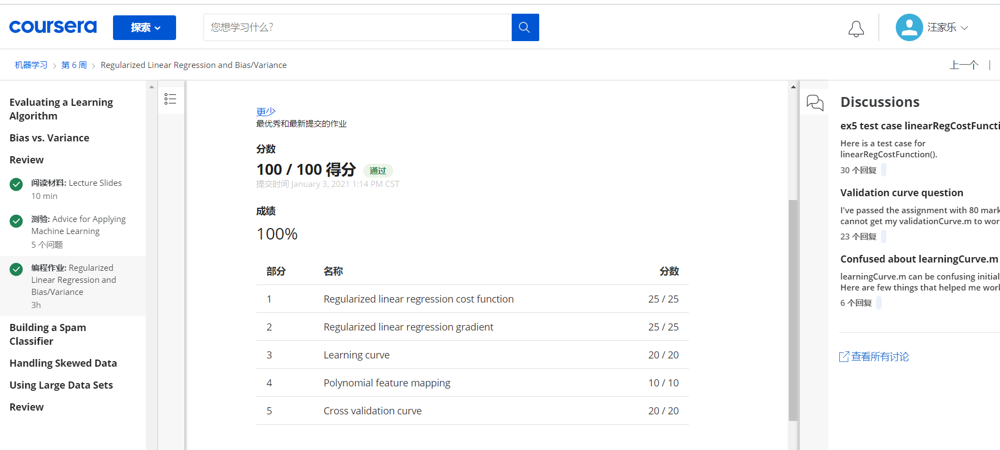 coursera
探索
您想学习什么?
汪家乐
机器学习 > 第 6 周 > Regularized Linear Regression and Bias/Variance
上一个 |
Evaluating a Learning
Algorithm
Bias vs. Variance
Review
阅读材料: Lecture Slides
10 min
测验: Advice for Applying
Machine Learning
5 个问题
编程作业: Regularized
Linear Regression and
Bias/Variance
3h
Building a Spam
Classifier
Handling Skewed Data
Using Large Data Sets
Review
更少
最优秀和最新提交的作业
分数
100 / 100 得分 通过
提交时间 January 3, 2021 1:14 PM CST
成绩
100%
部分 名称 分数
1 Regularized linear regression cost function 25 / 25
2 Regularized linear regression gradient 25 / 25
3 Learning curve 20 / 20
4 Polynomial feature mapping 10 / 10
5 Cross validation curve 20 / 20
Discussions
ex5 test case linearRegCostFuncti
Here is a test case for
linearRegCostFunction().
30 个回复
Validation curve question
I've passed the assignment with 80 mark
cannot get my validationCurve.m to wor
23 个回复
Confused about learningCurve.m
learningCurve.m can be confusing initial
Here are few things that helped me work
6 个回复
查看所有讨论